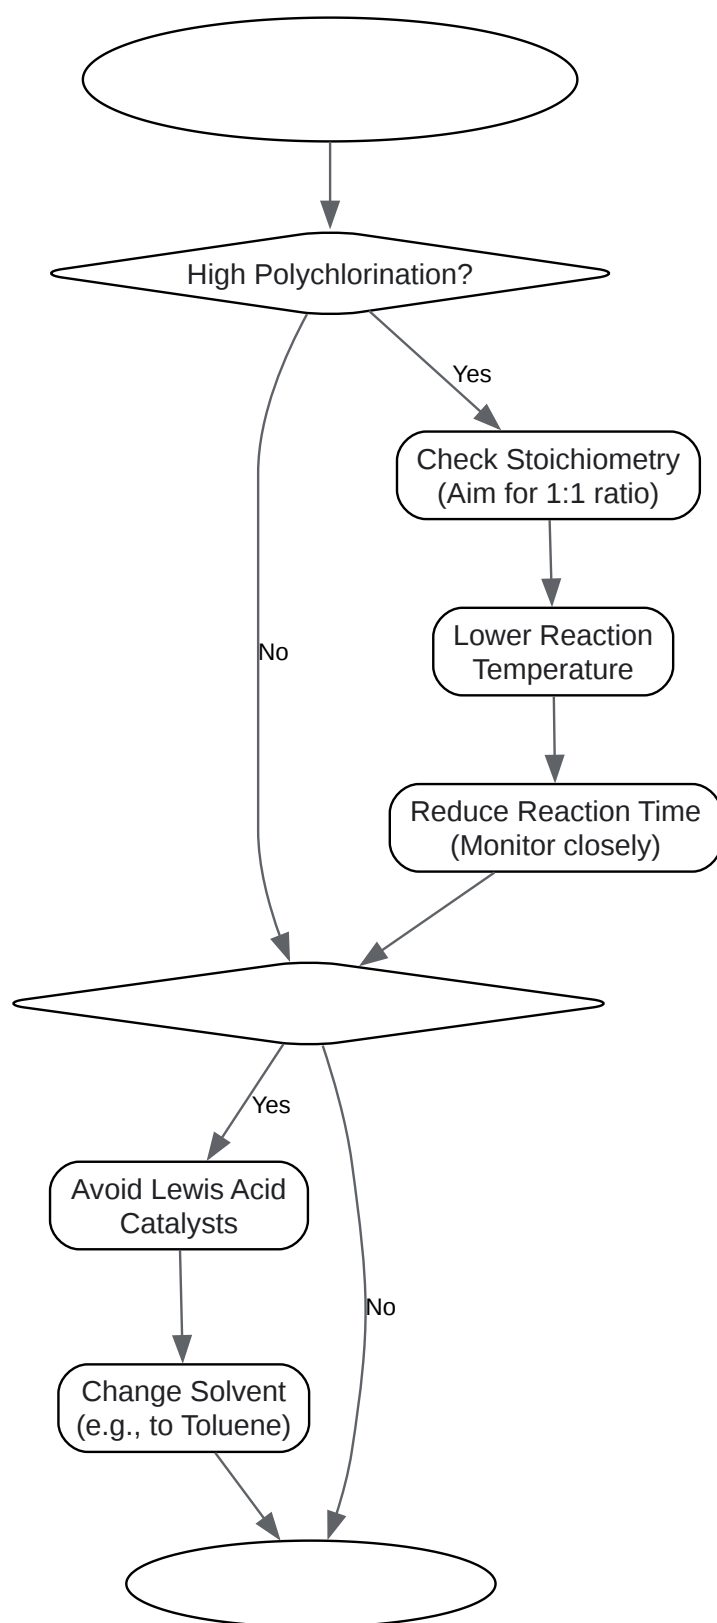 High Polychlorination?
Yes
Check Stoichiometry
(Aim for 1:1 ratio)
Lower Reaction
Temperature
No
Reduce Reaction Time
(Monitor closely)
Yes
Avoid Lewis Acid
Catalysts
No
Change Solvent
(e.g., to Toluene)